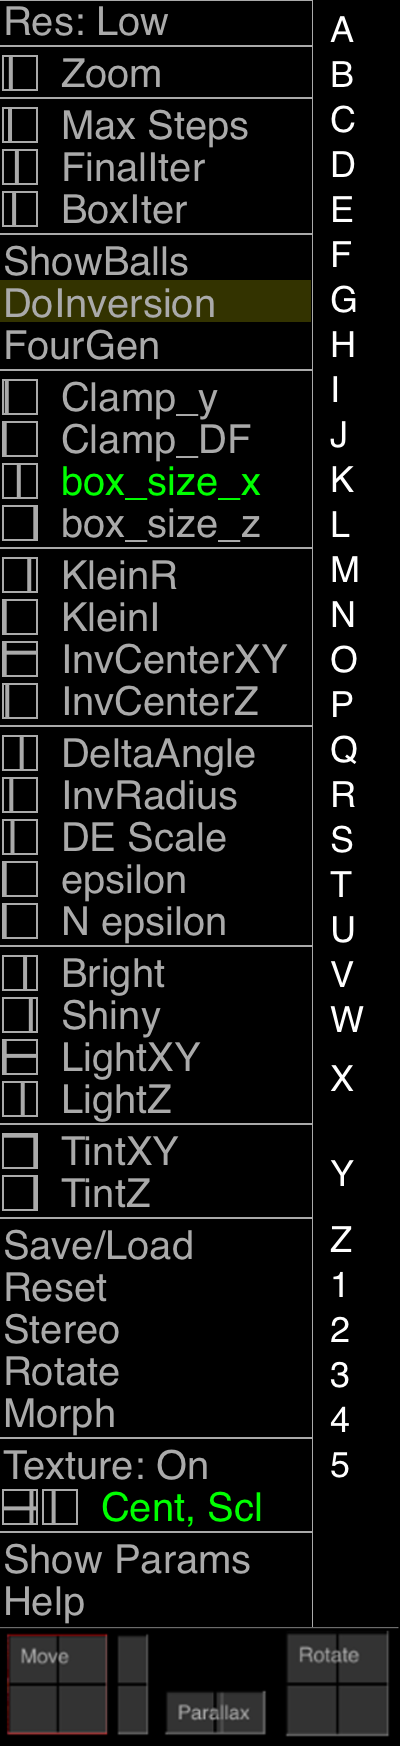 Res: Low
Zoom
Max Steps
FinalIter
BoxIter
ShowBalls
DoInversion
FourGen
Clamp_y
Clamp_DF
box_size_x
box_size_z
KleinR
KleinI
InvCenterXY
InvCenterZ
DeltaAngle
InvRadius
DE Scale
epsilon
N epsilon
Bright
Shiny
LightXY
LightZ
TintXY
TintZ
Save/Load
Reset
Stereo
Rotate
Morph
Texture: On
Cent, Scl
Show Params
Help
A
B
C
D
E
F
G
H
I
J
K
L
M
N
O
P
Q
R
S
T
U
V
W
X
Y
Z
1
2
3
4
5
Move
Parallax
Rotate